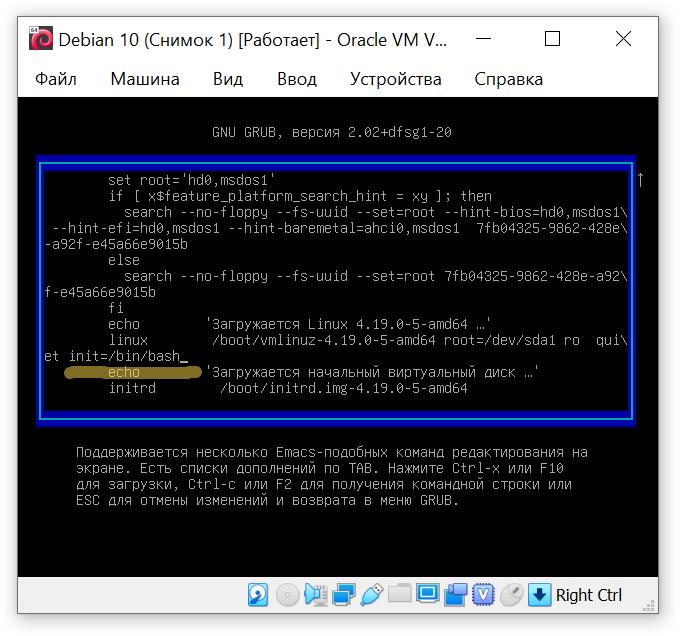 Debian 10 (Снимок 1) [Работает] - Oracle VM V...
Файл Машина Вид Ввод Устройства Справка
GNU GRUB, версия 2.02+dfsg1-20
set root='hd0,msdos1'
if [ x$feature_platform_search_hint = xy ]; then
search --no-floppy --fs-uuid --set=root --hint-bios=hd0,msdos1\
--hint-efi=hd0,msdos1 --hint-baremetal=ahci0,msdos1 7fb04325-9862-428e\
-a92f-e45a66e9015b
else
search --no-floppy --fs-uuid --set=root 7fb04325-9862-428e-a92\
f-e45a66e9015b
fi
echo 'Загружается Linux 4.19.0-5-amd64 …'
linux /boot/vmlinuz-4.19.0-5-amd64 root=/dev/sda1 ro qui\
et init=/bin/bash_
echo 'Загружается начальный виртуальный диск …'
initrd /boot/initrd.img-4.19.0-5-amd64
Поддерживается несколько Emacs-подобных команд редактирования на
экране. Есть списки дополнений по TAB. Нажмите Ctrl-x или F10
для загрузки, Ctrl-c или F2 для получения командной строки или
ESC для отмены изменений и возврата в меню GRUB.
Right Ctrl